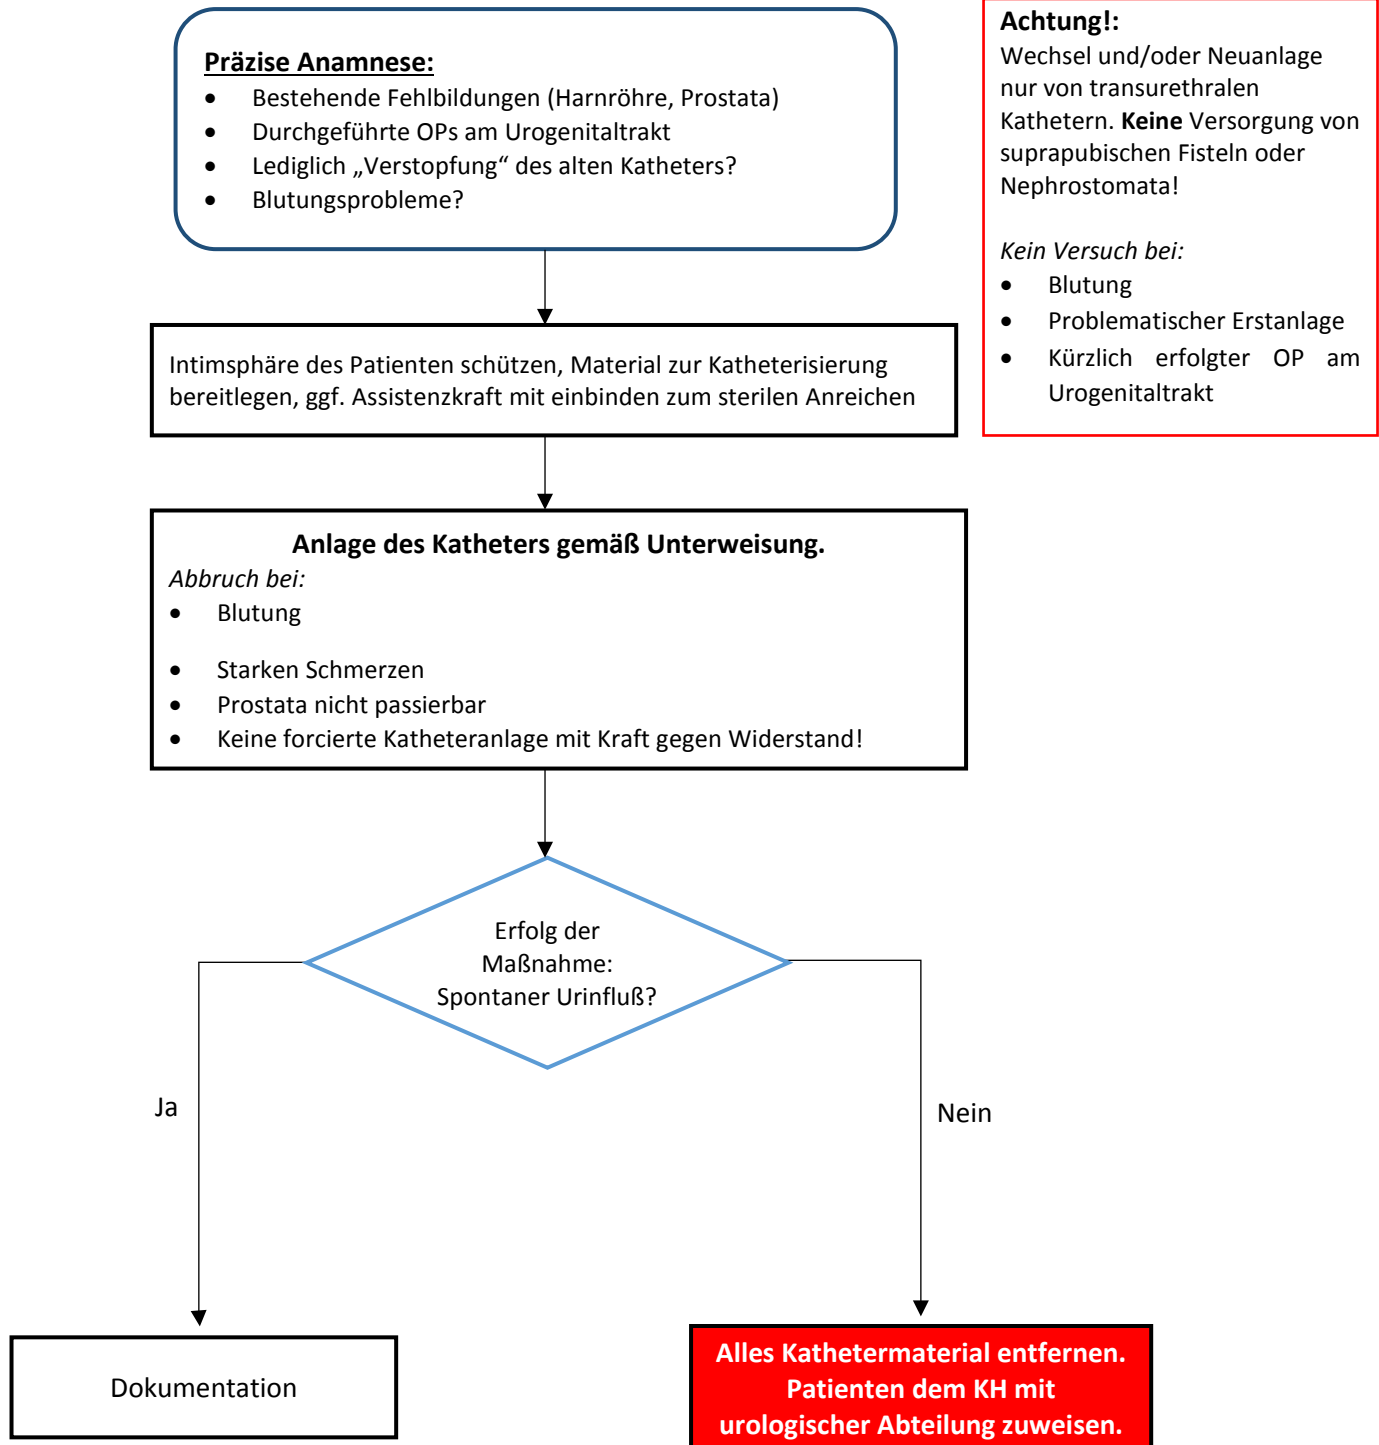 Präzise Anamnese:
• Bestehende Fehlbildungen (Harnröhre, Prostata)
• Durchgeführte OPs am Urogenitaltrakt
• Lediglich „Verstopfung“ des alten Katheters?
• Blutungsprobleme?
Achtung!:
Wechsel und/oder Neuanlage
nur von transurethralen
Kathetern. Keine Versorgung von
suprapubischen Fisteln oder
Nephrostomata!
Kein Versuch bei:
• Blutung
• Problematischer Erstanlage
• Kürzlich erfolgter OP am
Urogenitaltrakt
Intimsphäre des Patienten schützen, Material zur Katheterisierung
bereitlegen, ggf. Assistenzkraft mit einbinden zum sterilen Anreichen
Anlage des Katheters gemäß Unterweisung.
Abbruch bei:
• Blutung
• Starken Schmerzen
• Prostata nicht passierbar
• Keine forcierte Katheteranlage mit Kraft gegen Widerstand!
Erfolg der
Maßnahme:
Spontaner Urinfluß?
Ja
Nein
Dokumentation
Alles Kathetermaterial entfernen.
Patienten dem KH mit
urologischer Abteilung zuweisen.